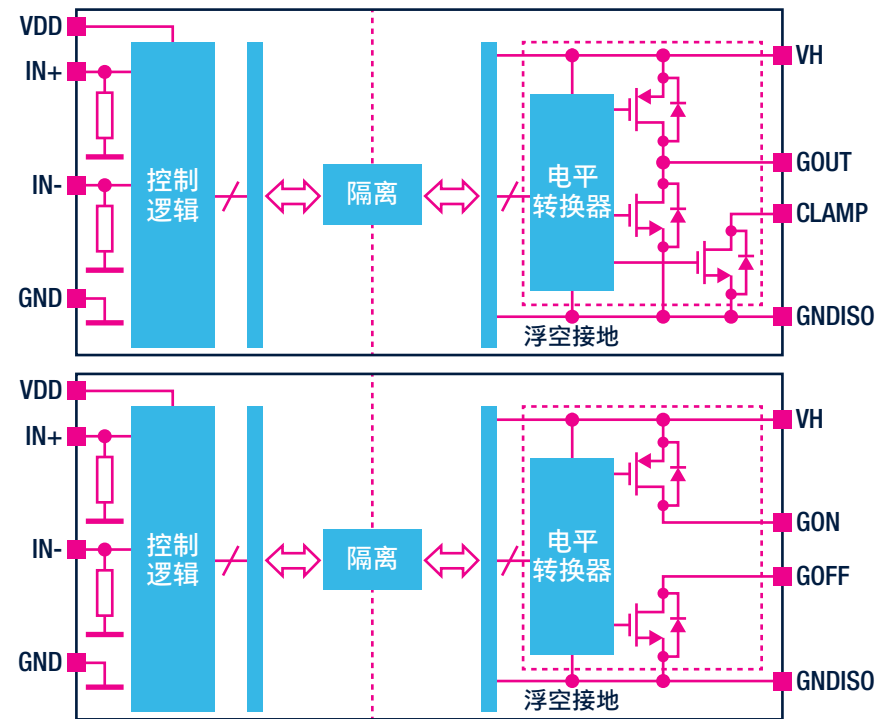 VDD
IN+
IN-
GND
控制
逻辑
隔离
电平
转换器
浮空接地
VH
GOUT
CLAMP
GNDISO
VDD
IN+
IN-
GND
控制
逻辑
隔离
电平
转换器
浮空接地
VH
GON
GOFF
GNDISO